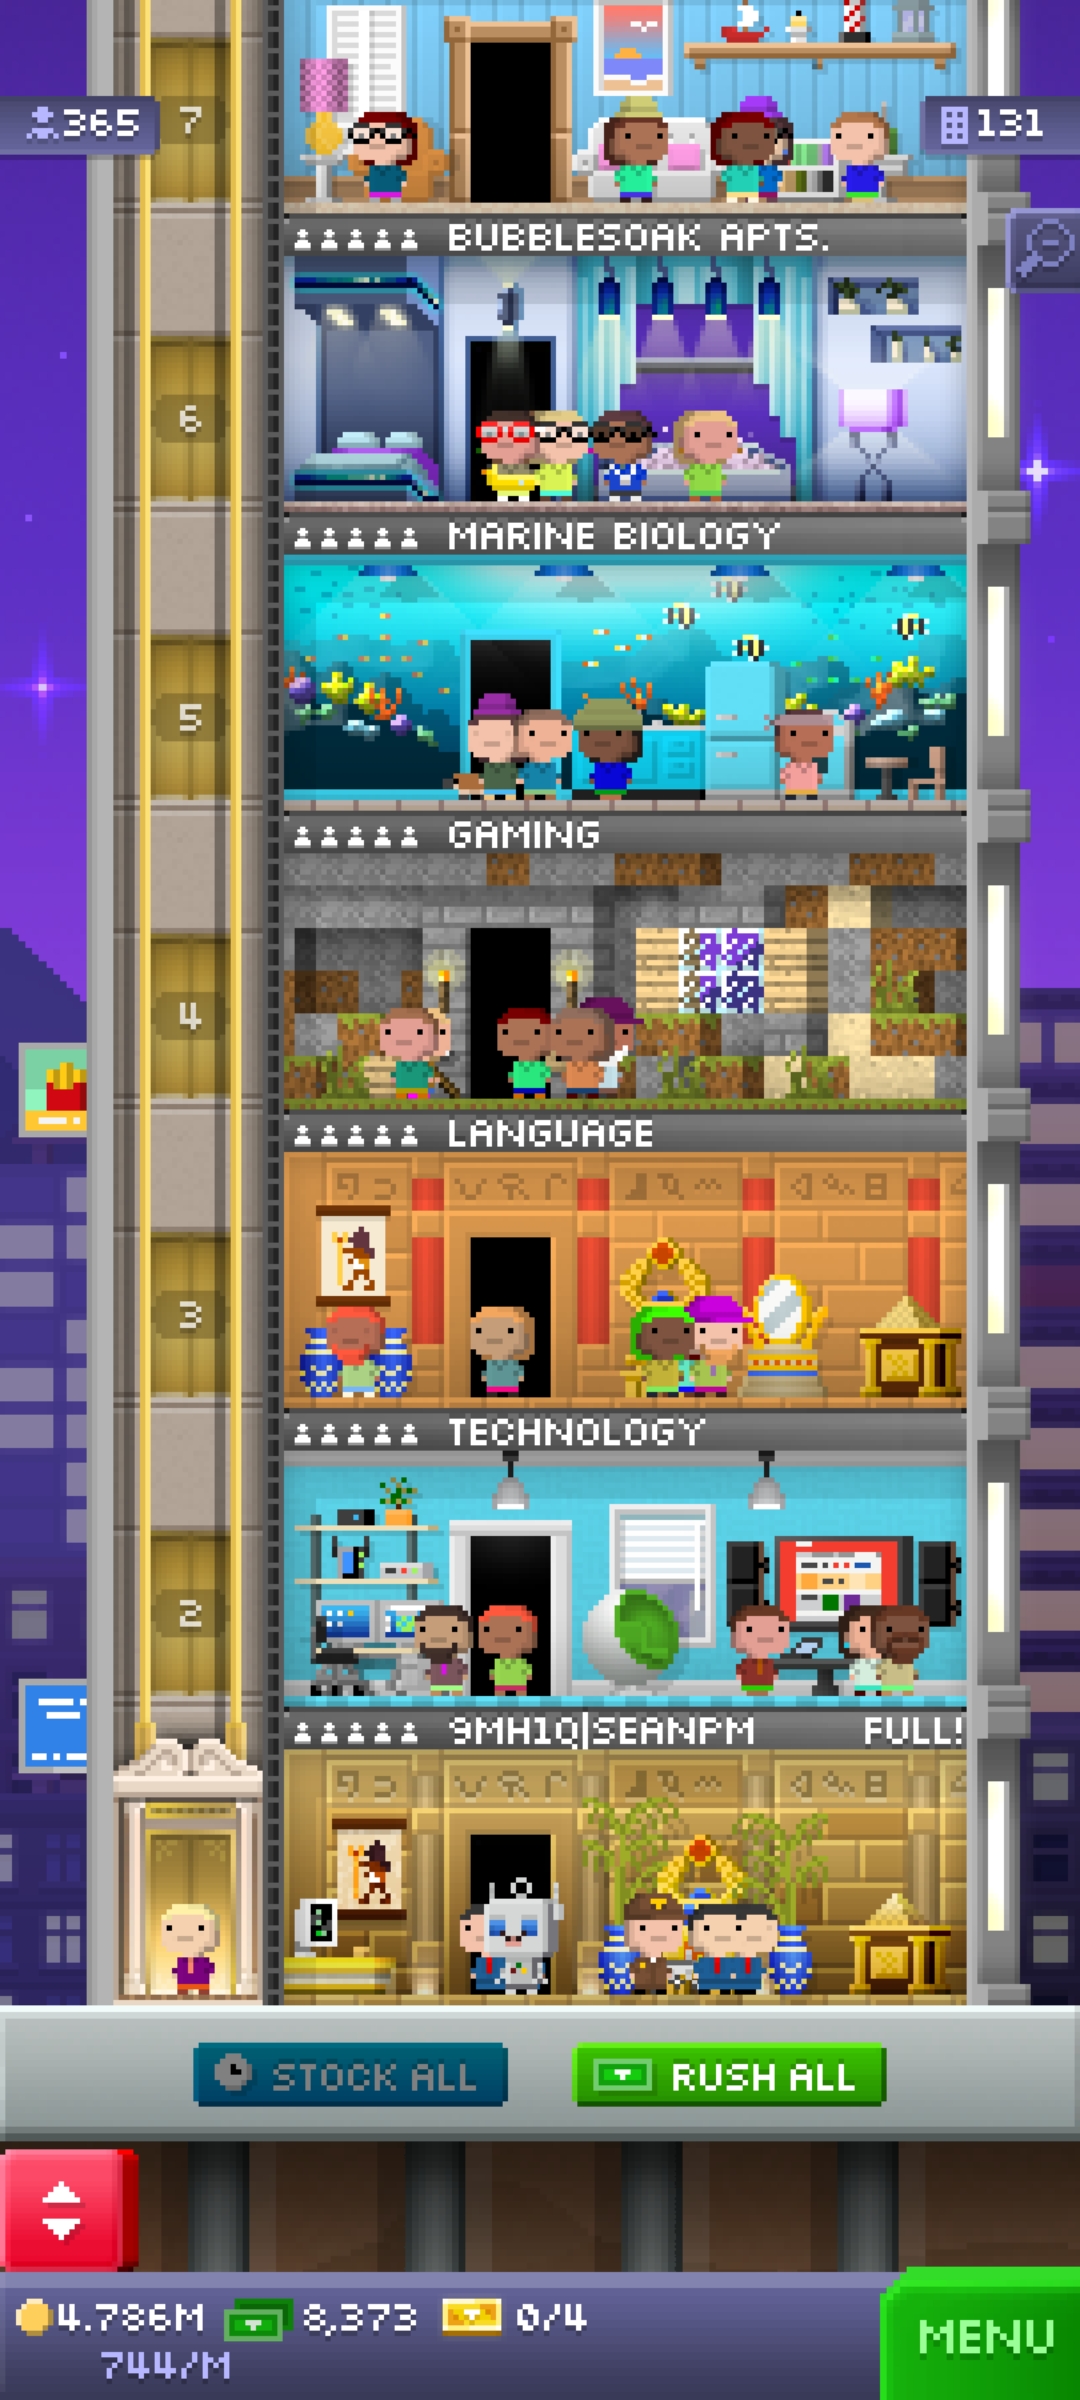 365
7
131
BUBBLESOAK APTS.
6
MARINE BIOLOGY
5
GAMING
4
LANGUAGE
3
TECHNOLOGY
2
9MH1Q|SEANPM FULL!
STOCK ALL
RUSH ALL
4.786M 8,373 0/4
744/M
MENU